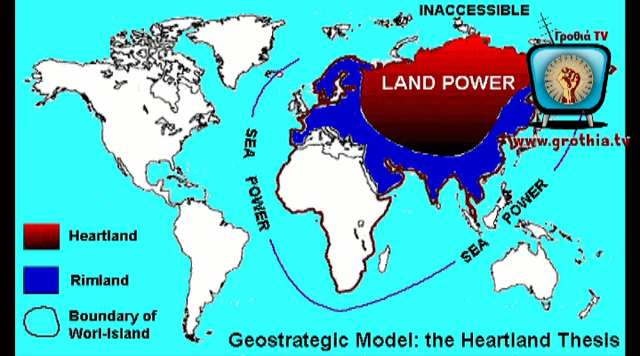 INACCESSIBLE
Γροθιά TV
LAND POWER
www.grothia.tv
SEA POWER
SEA POWER
Heartland
Rimland
Boundary of
Worl-Island
Geostrategic Model: the Heartland Thesis